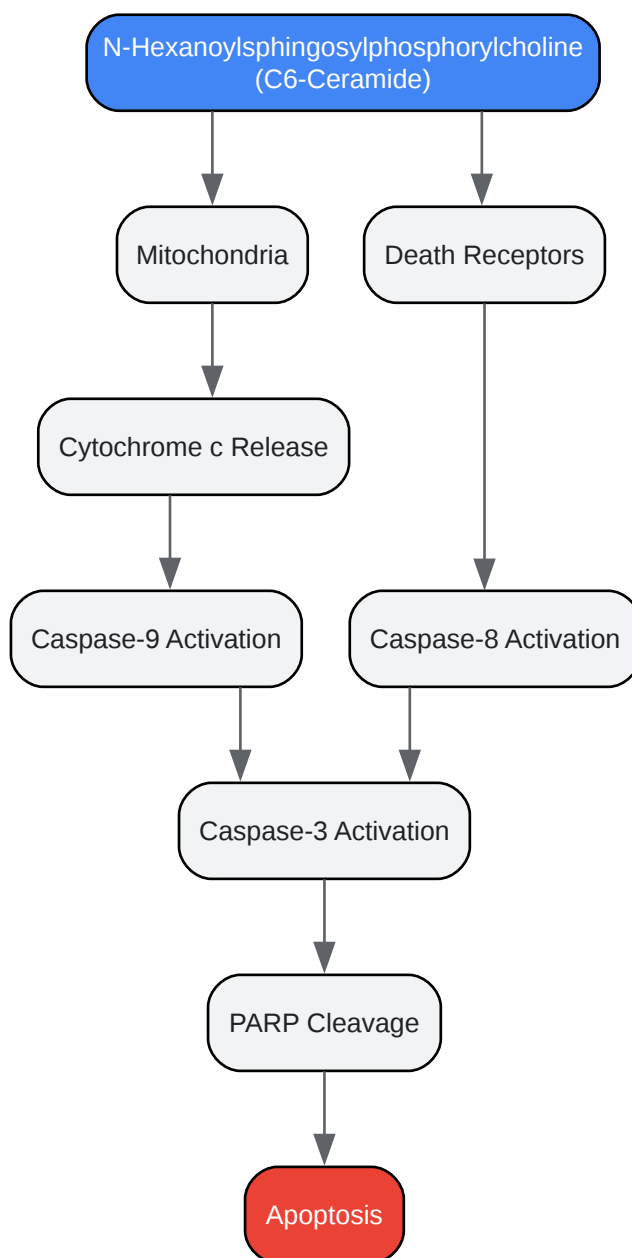 N-Hexanoylsphingosylphosphorylcholine
(C6-Ceramide)
Mitochondria
Death Receptors
Cytochrome c Release
Caspase-9 Activation
Caspase-8 Activation
Caspase-3 Activation
PARP Cleavage
Apoptosis